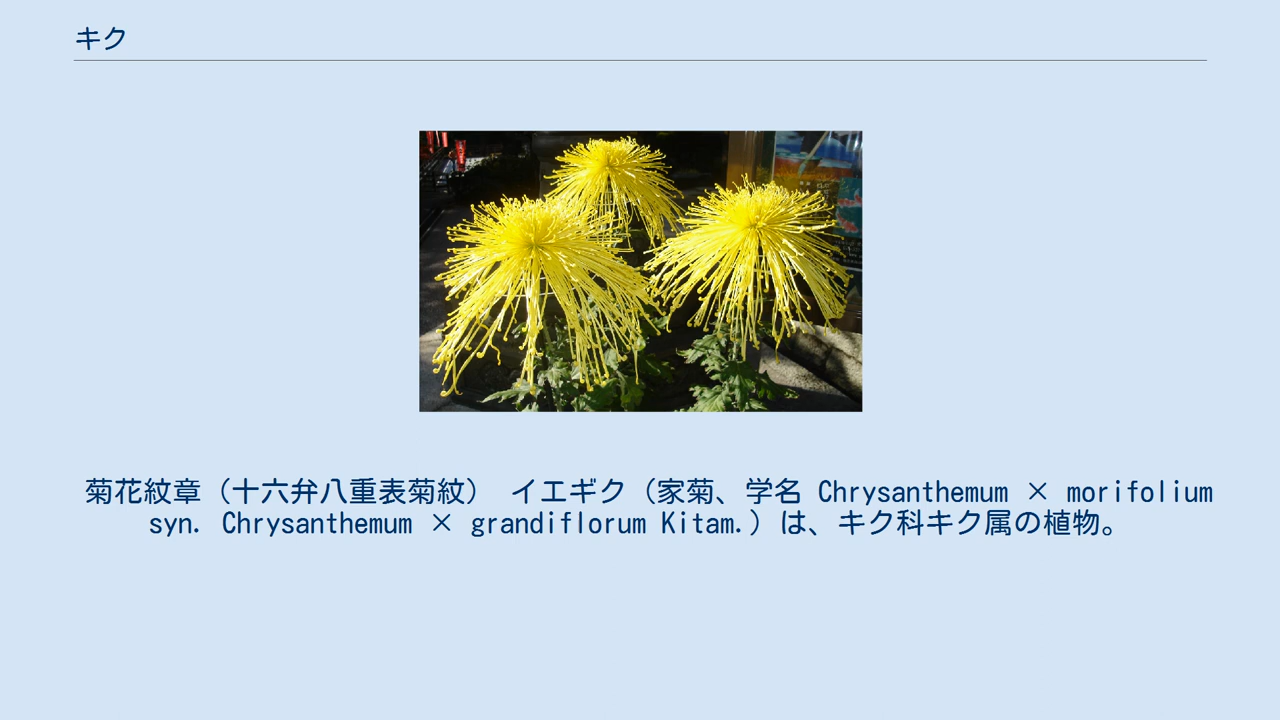 キク
菊花紋章（十六弁八重表菊紋） イエギク（家菊、学名 Chrysanthemum × morifolium
syn. Chrysanthemum × grandiflorum Kitam.）は、キク科キク属の植物。